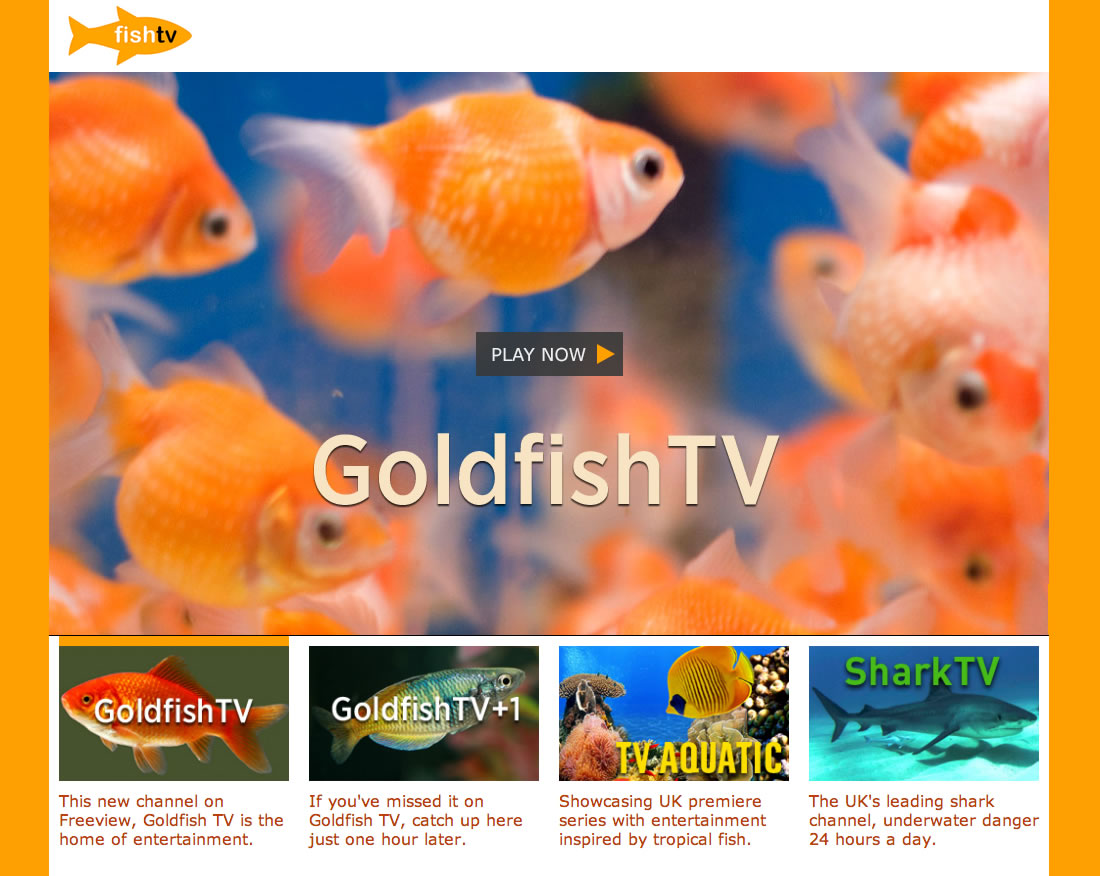 fishtv
PLAY NOW
GoldfishTV
GoldfishTV
GoldfishTV+1
TV AQUATIC
SharkTV
This new channel on
Freeview, Goldfish TV is the
home of entertainment.
If you've missed it on
Goldfish TV, catch up here
just one hour later.
Showcasing UK premiere
series with entertainment
inspired by tropical fish.
The UK's leading shark
channel, underwater danger
24 hours a day.